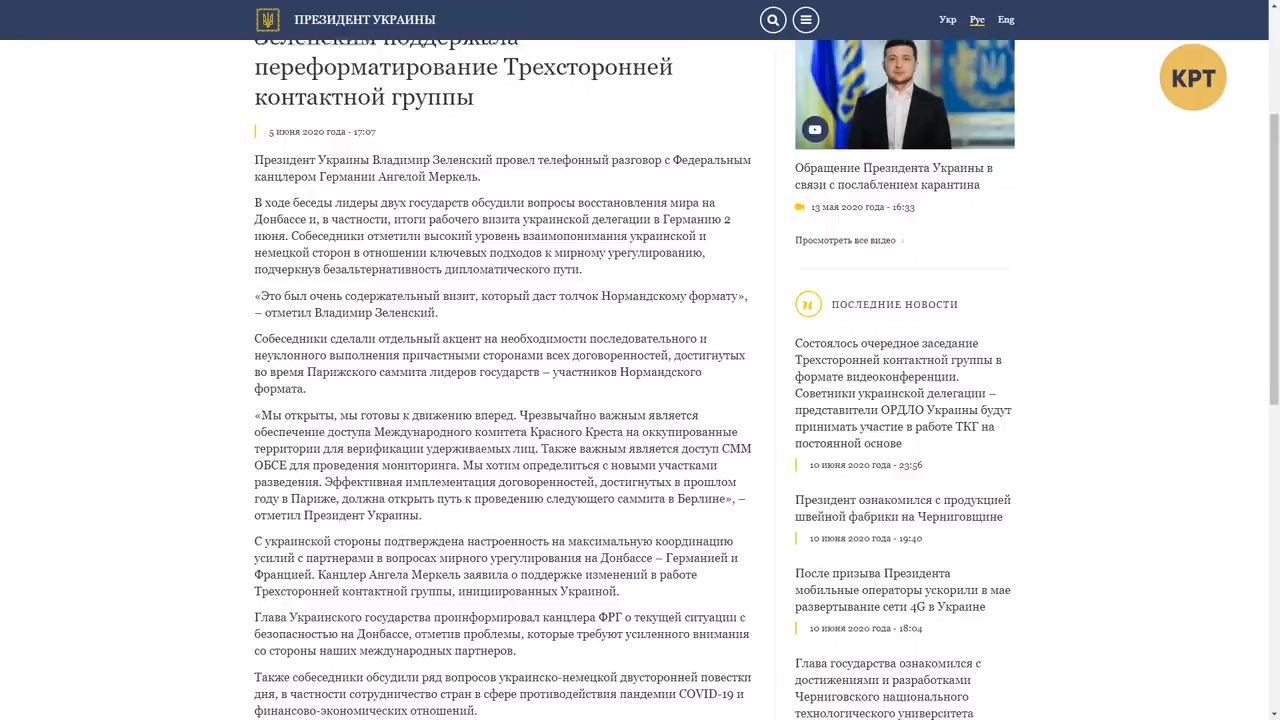 ПРЕЗИДЕНТ УКРАИНЫ
Укр Рус Eng
КРТ
Зеленским поддержала
переформатирование Трехсторонней
контактной группы
5 июня 2020 года - 17:07
Президент Украины Владимир Зеленский провел телефонный разговор с Федеральным
канцлером Германии Ангелой Меркель.
В ходе беседы лидеры двух государств обсудили вопросы восстановления мира на
Донбассе и, в частности, итоги рабочего визита украинской делегации в Германию 2
июня. Собеседники отметили высокий уровень взаимопонимания украинской и
немецкой сторон в отношении ключевых подходов к мирному урегулированию,
подчеркнув безальтернативность дипломатического пути.
«Это был очень содержательный визит, который даст толчок Нормандскому формату»,
– отметил Владимир Зеленский.
Собеседники сделали отдельный акцент на необходимости последовательного и
неуклонного выполнения причастными сторонами всех договоренностей, достигнутых
во время Парижского саммита лидеров государств – участников Нормандского
формата.
«Мы открыты, мы готовы к движению вперед. Чрезвычайно важным является
обеспечение доступа Международного комитета Красного Креста на оккупированные
территории для верификации удерживаемых лиц. Также важным является доступ СММ
ОБСЕ для проведения мониторинга. Мы хотим определиться с новыми участками
разведения. Эффективная имплементация договоренностей, достигнутых в прошлом
году в Париже, должна открыть путь к проведению следующего саммита в Берлине», –
отметил Президент Украины.
С украинской стороны подтверждена настроенность на максимальную координацию
усилий с партнерами в вопросах мирного урегулирования на Донбассе – Германией и
Францией. Канцлер Ангела Меркель заявила о поддержке изменений в работе
Трехсторонней контактной группы, инициированных Украиной.
Глава Украинского государства проинформировал канцлера ФРГ о текущей ситуации с
безопасностью на Донбассе, отметив проблемы, которые требуют усиленного внимания
со стороны наших международных партнеров.
Также собеседники обсудили ряд вопросов украинско-немецкой двусторонней повестки
дня, в частности сотрудничество стран в сфере противодействия пандемии COVID-19 и
финансово-экономических отношений.
Обращение Президента Украины в
связи с послаблением карантина
13 мая 2020 года - 16:33
Просмотреть все видео
н ПОСЛЕДНИЕ НОВОСТИ
Состоялось очередное заседание
Трехсторонней контактной группы в
формате видеоконференции.
Советники украинской делегации –
представители ОРДЛО Украины будут
принимать участие в работе ТКГ на
постоянной основе
10 июня 2020 года - 23:56
Президент ознакомился с продукцией
швейной фабрики на Черниговщине
10 июня 2020 года - 19:40
После призыва Президента
мобильные операторы ускорили в мае
развертывание сети 4G в Украине
10 июня 2020 года - 18:04
Глава государства ознакомился с
достижениями и разработками
Черниговского национального
технологического университета